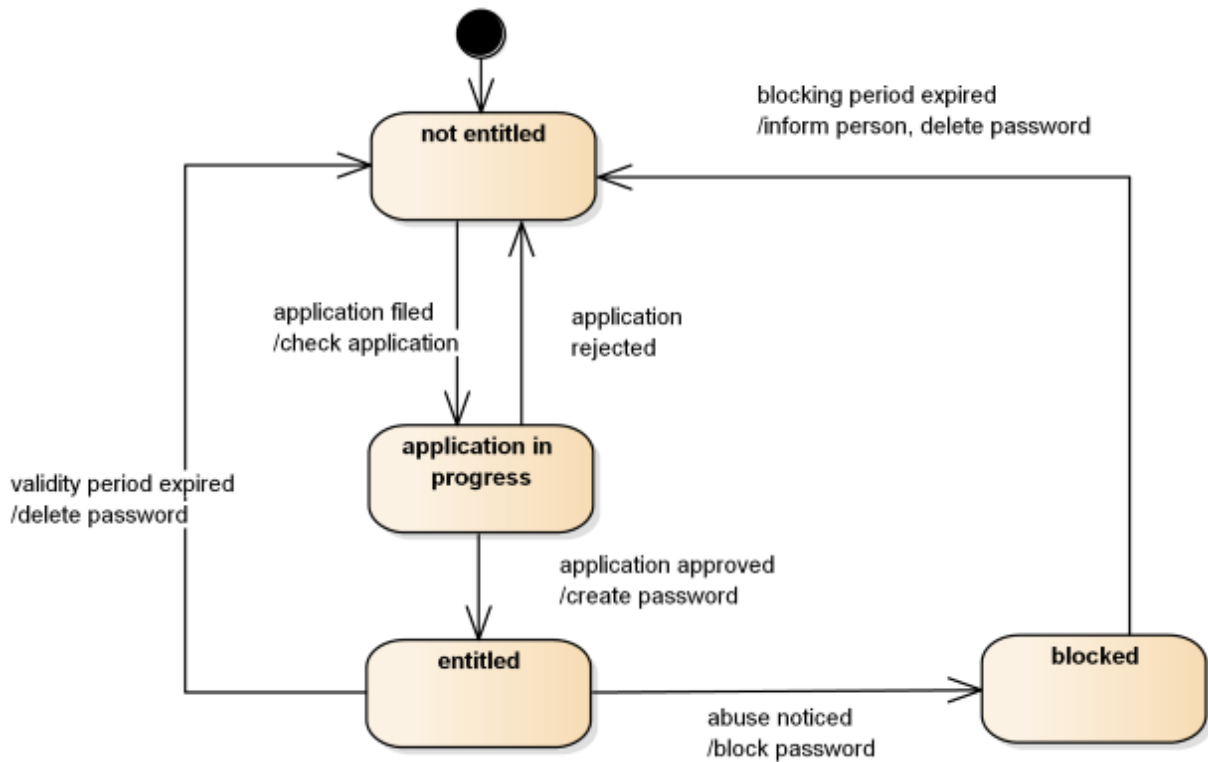 blocking period expired
/inform person, delete password
not entitled
application filed
/check application
application
rejected
application in
progress
validity period expired
/delete password
application approved
/create password
entitled
blocked
abuse noticed
/block password